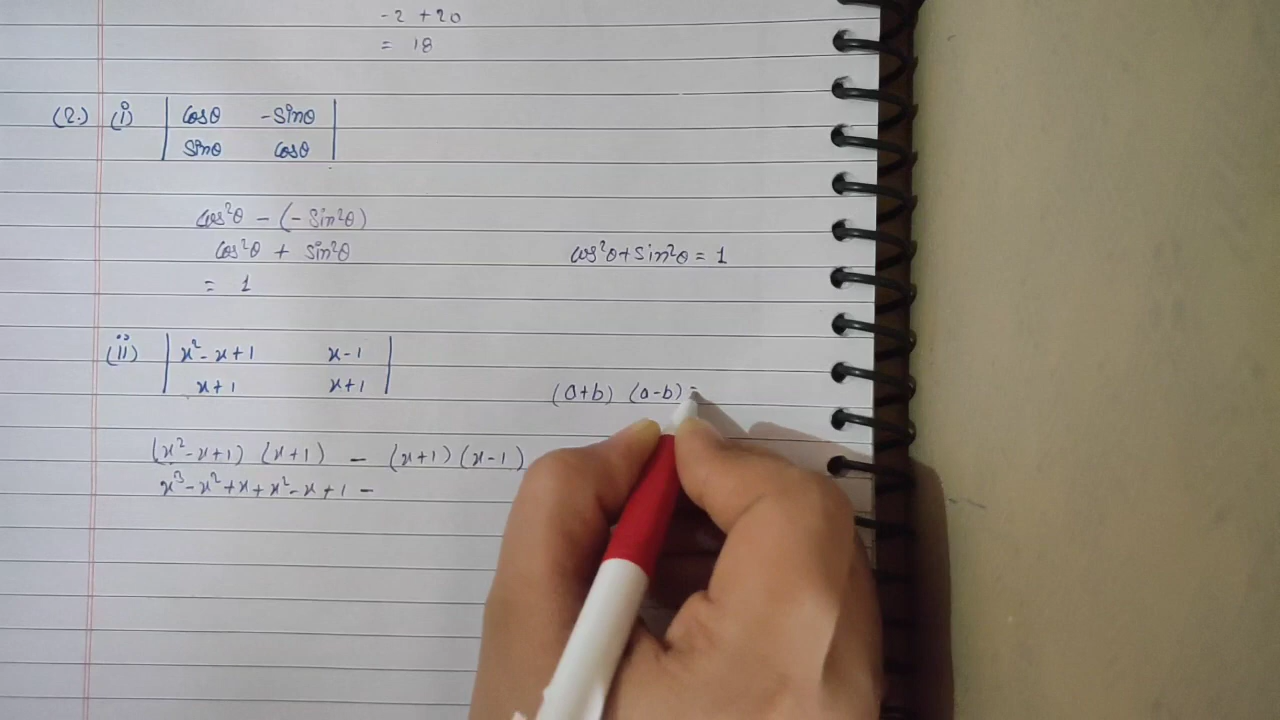 -2 + 20
= 18
(2.) (i) | cosθ -sinθ |
| sinθ cosθ |
cos²θ - (- sin²θ)
cos²θ + sin²θ cos²θ + sin²θ = 1
= 1
(ii) | x² - x + 1 x - 1 |
| x + 1 x + 1 |
(a+b) (a-b) =
(x² - x + 1) (x + 1) - (x + 1) (x - 1)
x³ - x² + x + x² - x + 1 -